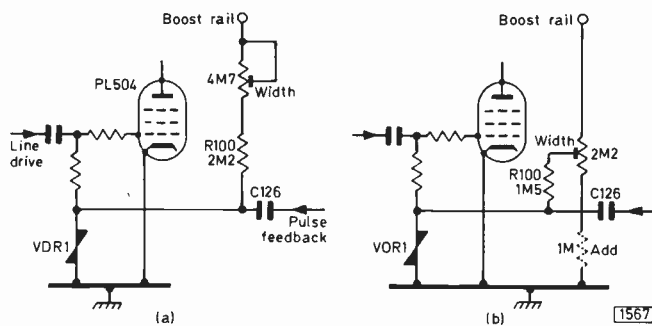 Boost rail
PL504
4M7
Width
Line
drive
R100
2M2
C126
Pulse
feedback
VDR1
(a)
Boost rail
Width
2M2
R100
1M5
C126
VOR1
1M
Add
(b)
1567